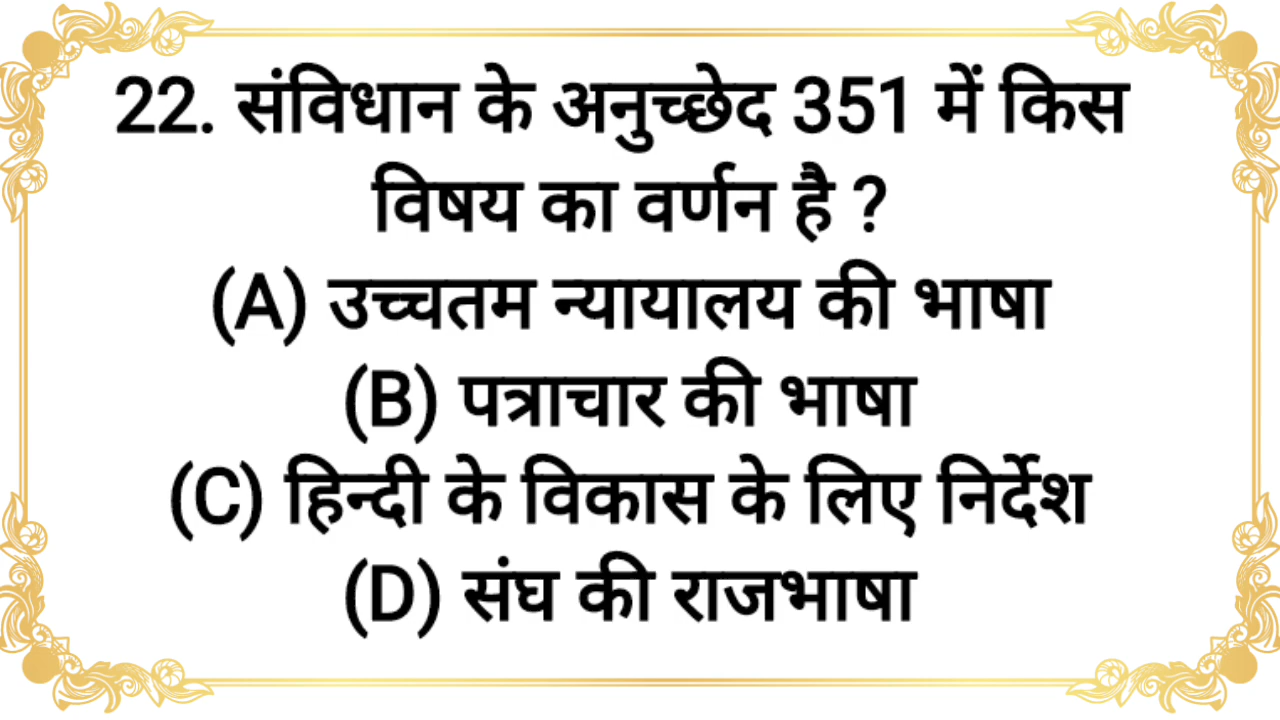 22. संविधान के अनुच्छेद 351 में किस
विषय का वर्णन है ?
(A) उच्चतम न्यायालय की भाषा
(B) पत्राचार की भाषा
(C) हिन्दी के विकास के लिए निर्देश
(D) संघ की राजभाषा